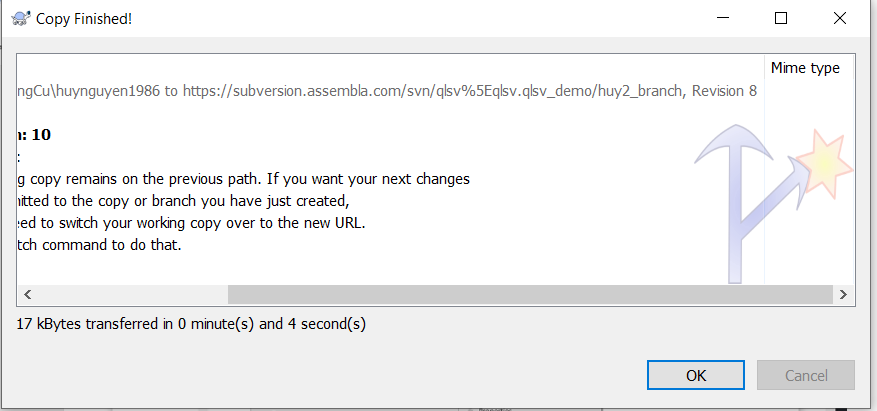 Copy Finished!
Mime type
ngCu\huynguyen1986 to https://subversion.assembla.com/svn/qlsv%5Eqlsv.qlsv_demo/huy2_branch, Revision 8
n: 10
:
g copy remains on the previous path. If you want your next changes
nitted to the copy or branch you have just created,
eed to switch your working copy over to the new URL.
tch command to do that.
17 kBytes transferred in 0 minute(s) and 4 second(s)
OK
Cancel